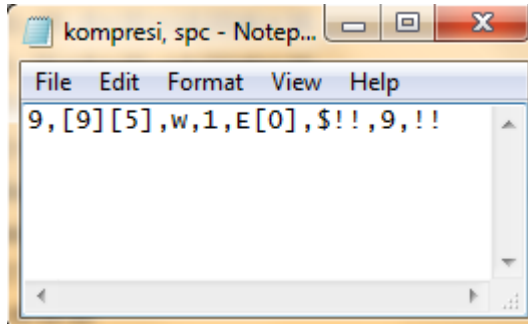 kompresi, spc - Notep...
File Edit Format View Help
9,[9][5],w,1,E[0],$!!,9,!!